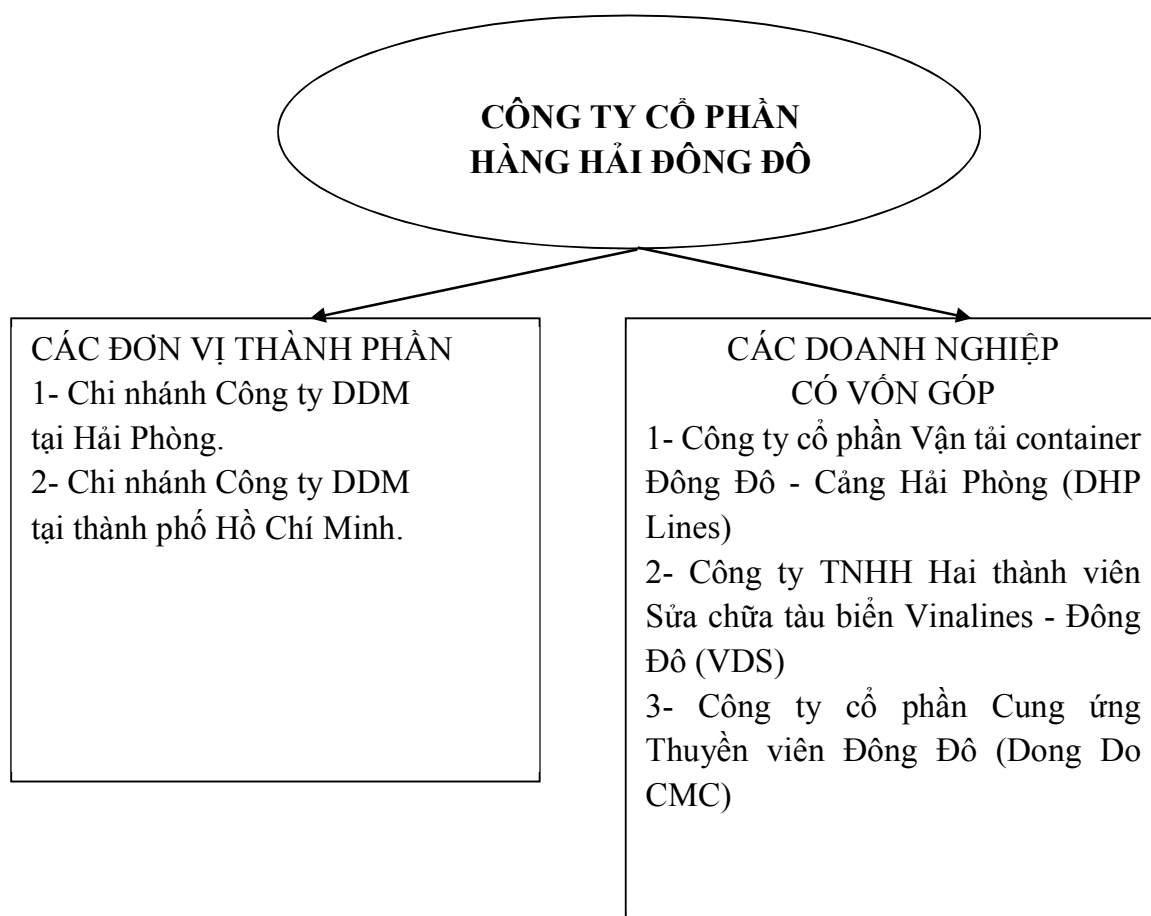 CÔNG TY CỔ PHẦN
HÀNG HẢI ĐÔNG ĐÔ
CÁC ĐƠN VỊ THÀNH PHẦN
1- Chi nhánh Công ty DDM
tại Hải Phòng.
2- Chi nhánh Công ty DDM
tại thành phố Hồ Chí Minh.
CÁC DOANH NGHIỆP
CÓ VỐN GÓP
1- Công ty cổ phần Vận tải container
Đông Đô - Cảng Hải Phòng (DHP
Lines)
2- Công ty TNHH Hai thành viên
Sửa chữa tàu biển Vinalines - Đông
Đô (VDS)
3- Công ty cổ phần Cung ứng
Thuyền viên Đông Đô (Dong Do
CMC)